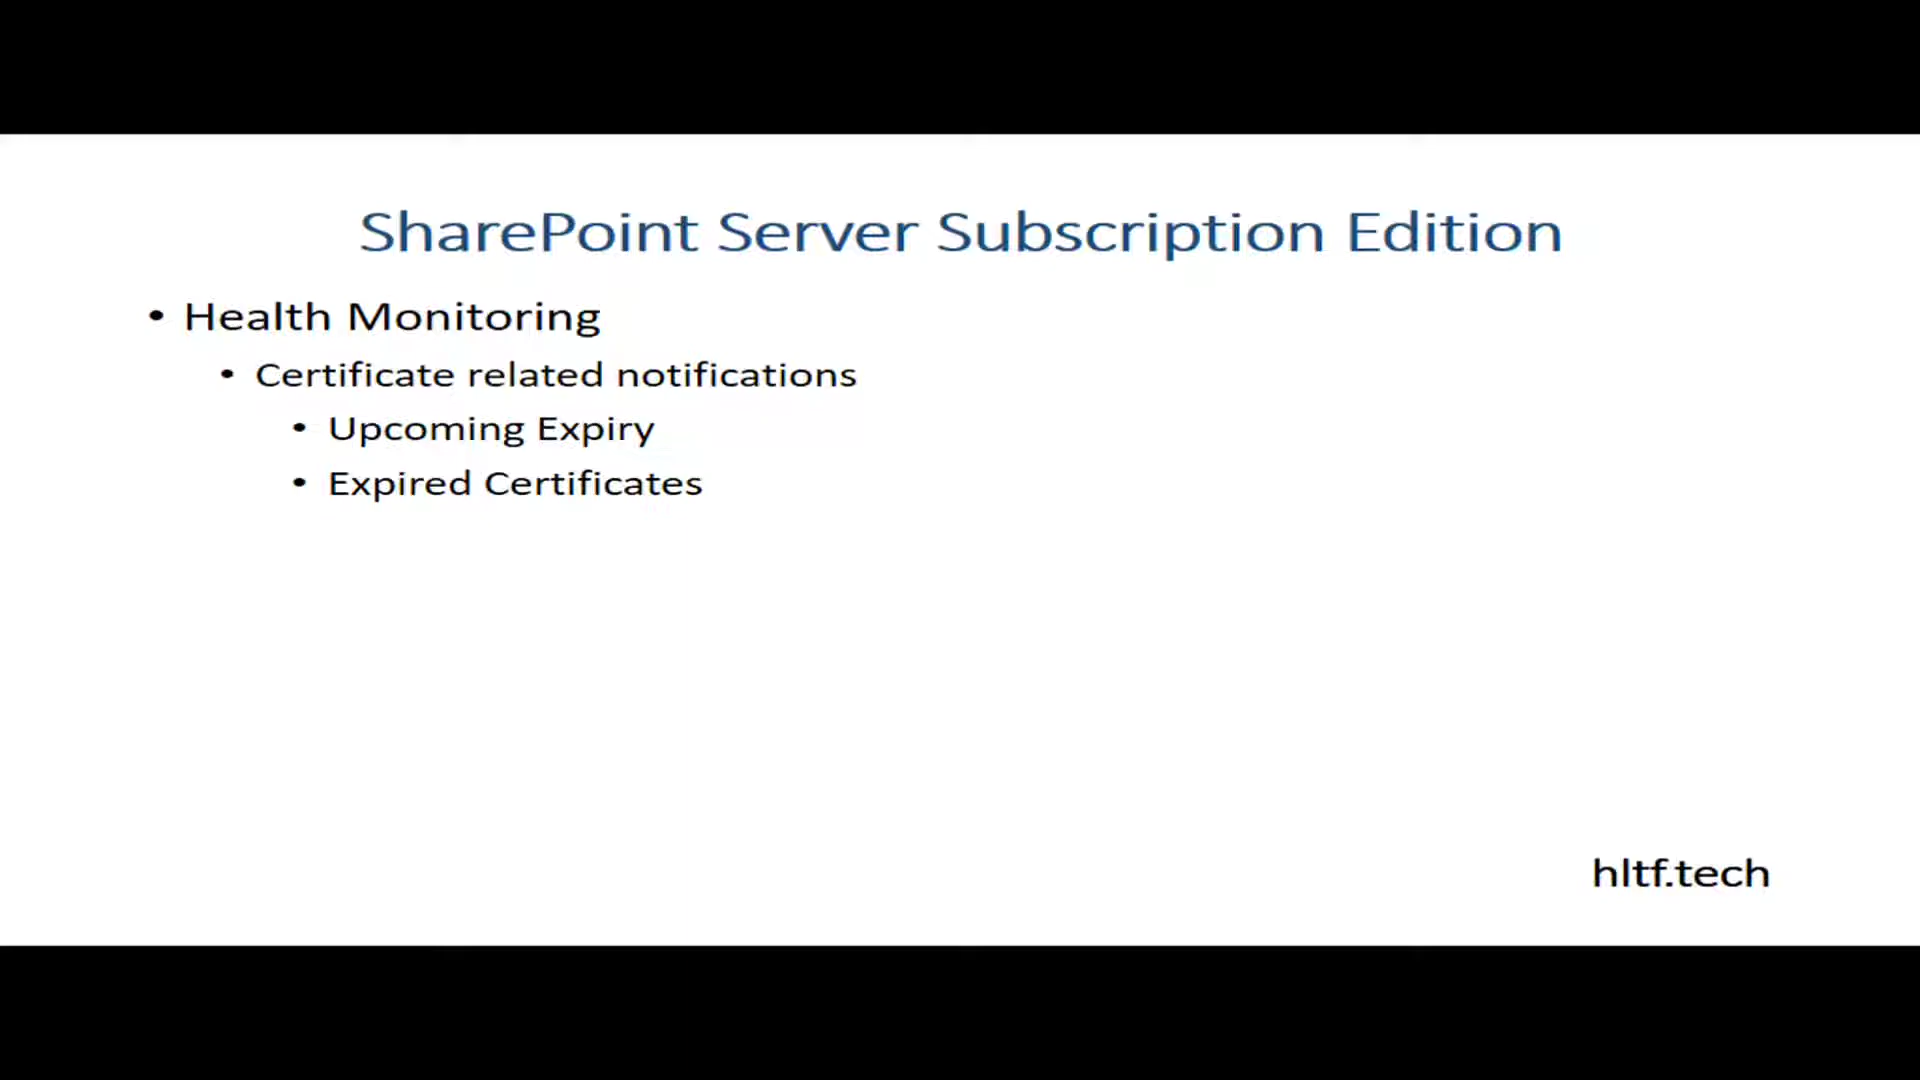 SharePoint Server Subscription Edition
• Health Monitoring
• Certificate related notifications
• Upcoming Expiry
• Expired Certificates
hltf.tech